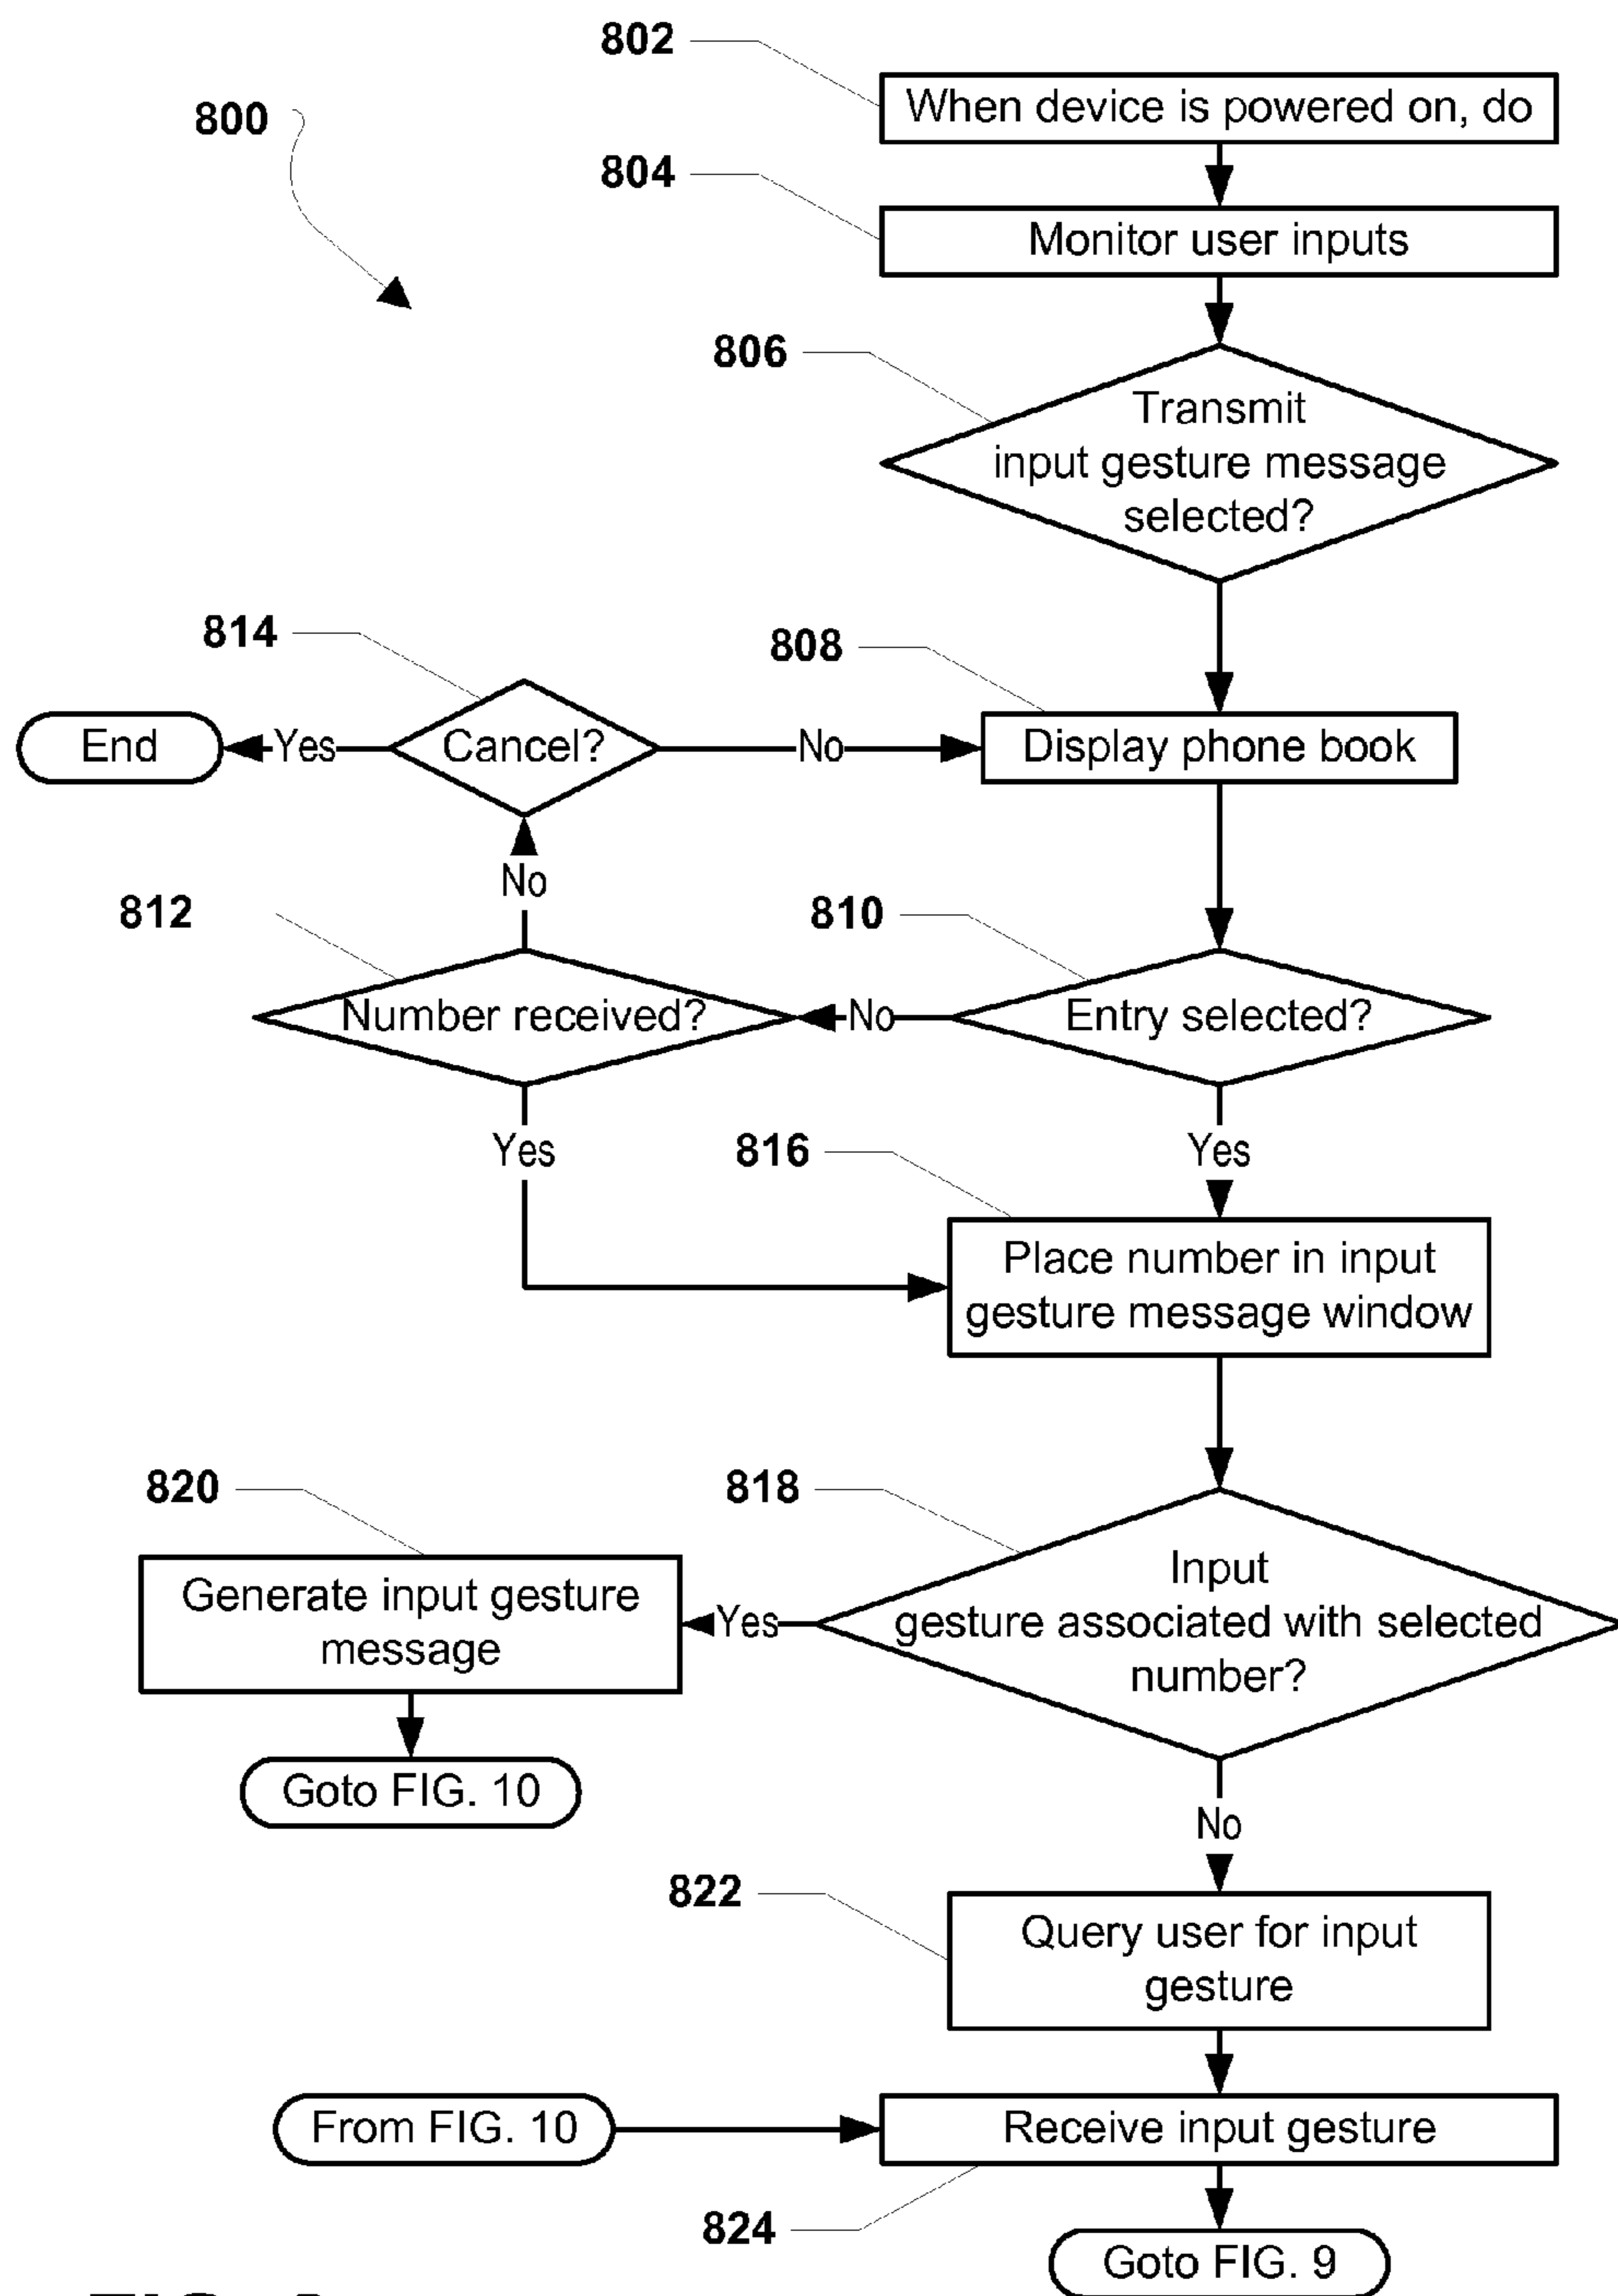 802
When device is powered on, do
800
804
Monitor user inputs
806
Transmit
input gesture message
selected?
814
808
End
Yes
Cancel?
No
Display phone book
No
812
810
Number received?
No
Entry selected?
Yes
816
Yes
Place number in input
gesture message window
820
818
Generate input gesture
message
Yes
Input
gesture associated with selected
number?
Goto FIG. 10
No
822
Query user for input
gesture
From FIG. 10
Receive input gesture
824
Goto FIG. 9